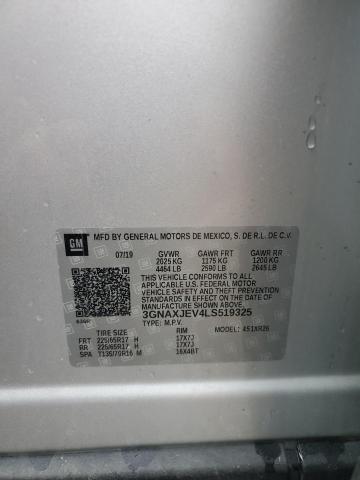 GM
MFD BY GENERAL MOTORS DE MEXICO, S. DE R.L. DE C.V.
07/19 GVWR GAWR FRT GAWR RR
2025 KG 1175 KG 1200 KG
4464 LB 2590 LB 2645 LB
THIS VEHICLE CONFORMS TO ALL
APPLICABLE U.S. FEDERAL MOTOR
VEHICLE SAFETY AND THEFT PREVENTION
STANDARDS IN EFFECT ON THE DATE OF
MANUFACTURE SHOWN ABOVE.
3GNAXJEV4LS519325
TYPE: M.P.V. MODEL: 4S1XR26
TIRE SIZE RIM
FRT 225/65R17 H 17X7J
RR 225/65R17 H 17X7J
SPA T135/70R16 M 16X4BT